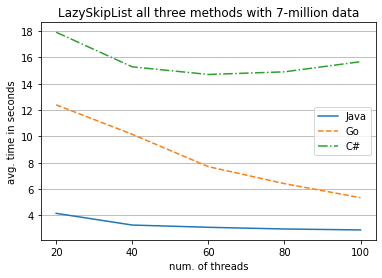 LazySkipList all three methods with 7-million data
avg. time in seconds
18
16
14
12
10
8
6
4
Java
Go
C#
20 40 60 80 100
num. of threads